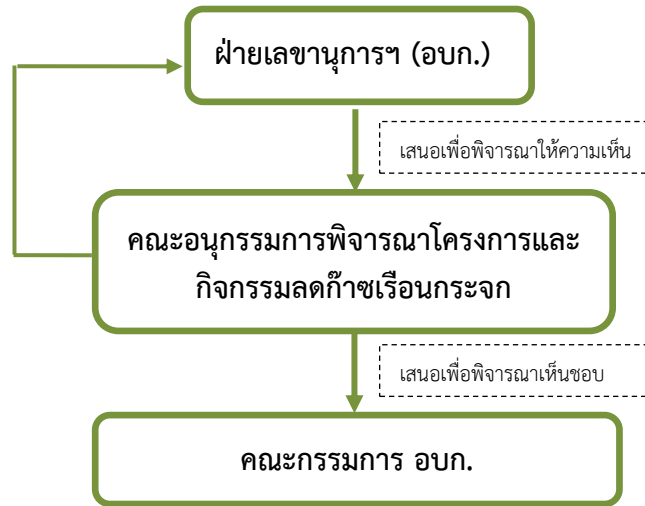 ฝ่ายเลขานุการฯ (อบก.)
เสนอเพื่อพิจารณาให้ความเห็น
คณะอนุกรรมการพิจารณาโครงการและ
กิจกรรมลดก๊าซเรือนกระจก
เสนอเพื่อพิจารณาเห็นชอบ
คณะกรรมการ อบก.